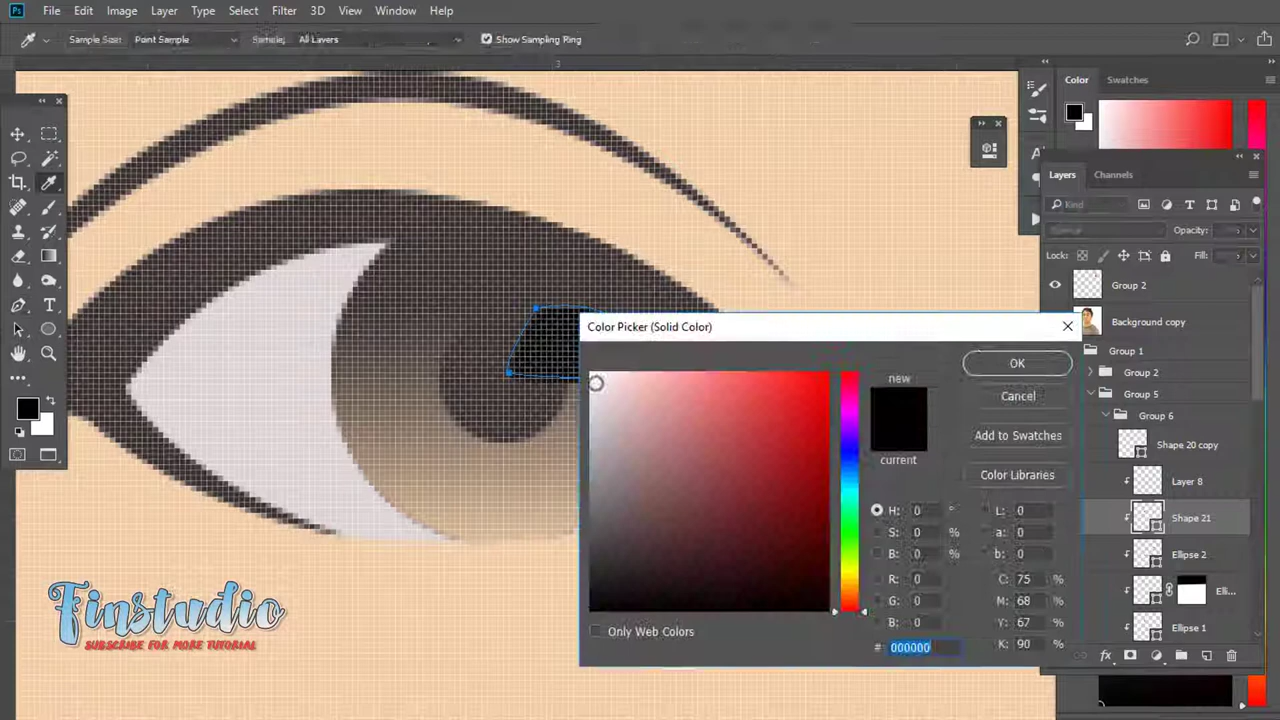 Ps File Edit Image Layer Type Select Filter 3D View Window Help
Sample Size: Point Sample Sample: All Layers Show Sampling Ring
3
Color Swatches
Layers Channels
Kind
Normal Opacity:
Lock: Fill:
Group 2
Background copy
Group 1
Group 2
Group 5
Group 6
Shape 20 copy
Layer 8
Shape 21
Ellipse 2
Elli...
Ellipse 1
fx
Color Picker (Solid Color)
new
current
OK
Cancel
Add to Swatches
Color Libraries
H: 0 ° L: 0
S: 0 % a: 0
B: 0 % b: 0
R: 0 C: 75 %
G: 0 M: 68 %
B: 0 Y: 67 %
# 000000 K: 90 %
Only Web Colors
Finstudio
SUBSCRIBE FOR MORE TUTORIAL